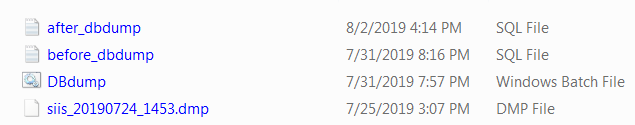 after_dbdump 8/2/2019 4:14 PM SQL File
before_dbdump 7/31/2019 8:16 PM SQL File
DBdump 7/31/2019 7:57 PM Windows Batch File
siis_20190724_1453.dmp 7/25/2019 3:07 PM DMP File